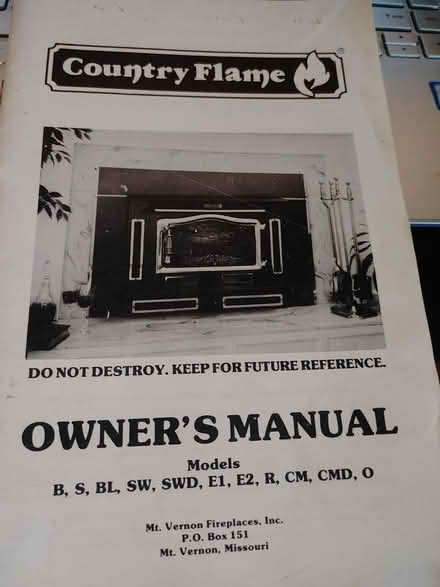 Country Flame
®
DO NOT DESTROY. KEEP FOR FUTURE REFERENCE.
OWNER'S MANUAL
Models
B, S, BL, SW, SWD, E1, E2, R, CM, CMD, O
Mt. Vernon Fireplaces, Inc.
P.O. Box 151
Mt. Vernon, Missouri